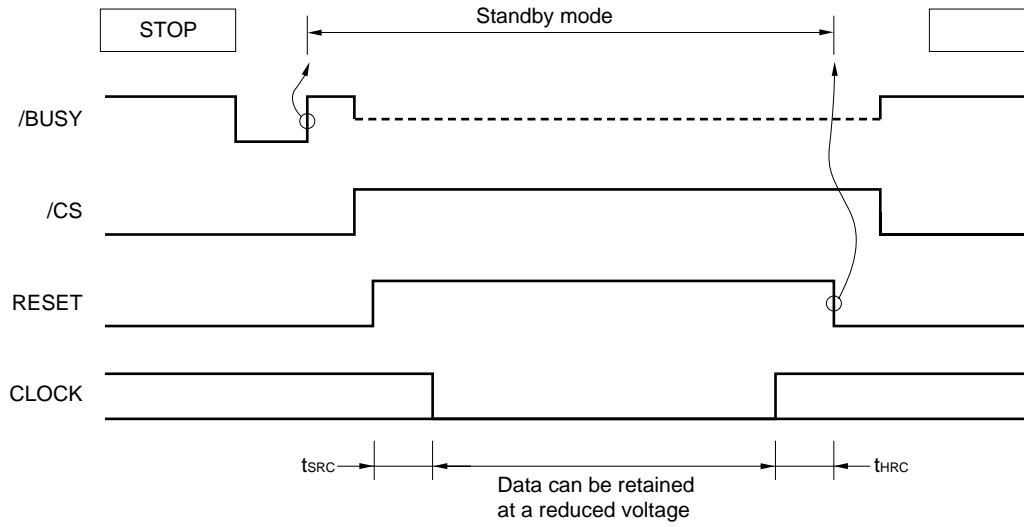 Standby mode
STOP
/BUSY
/CS
RESET
CLOCK
tSRC
tHRC
Data can be retained
at a reduced voltage